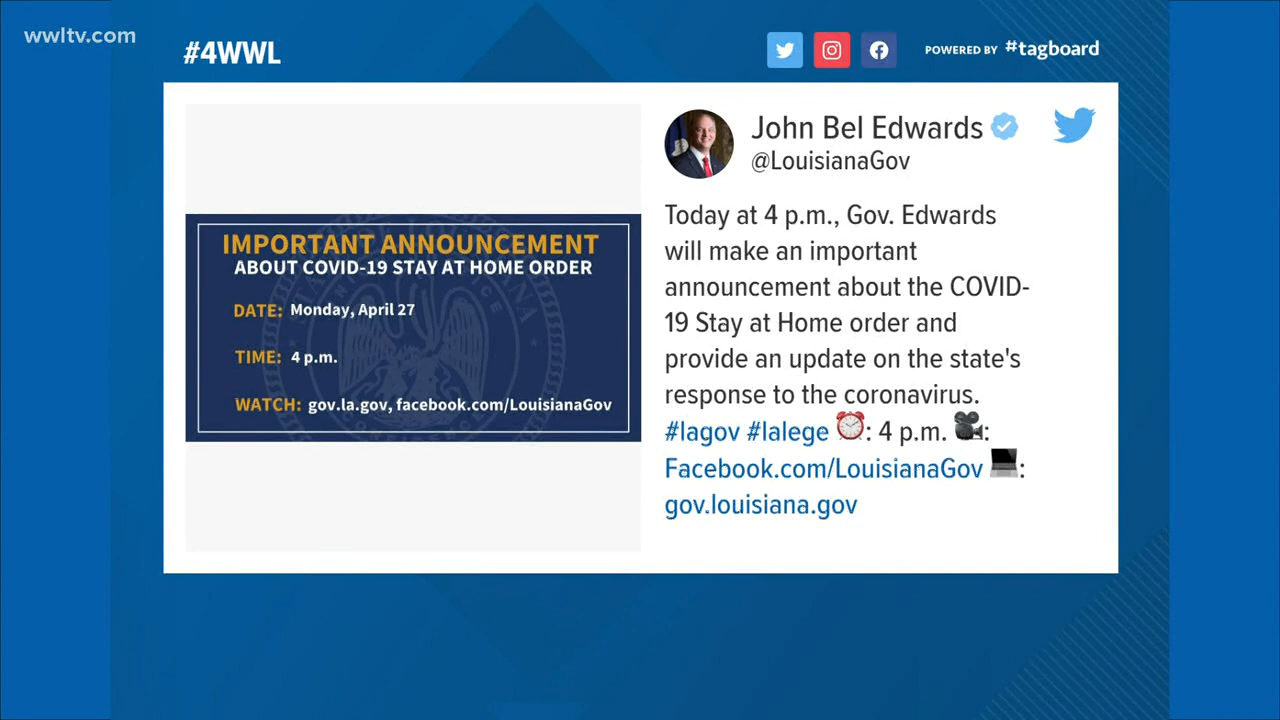 wwltv.com
#4WWL
POWERED BY #tagboard
IMPORTANT ANNOUNCEMENT
ABOUT COVID-19 STAY AT HOME ORDER
DATE: Monday, April 27
TIME: 4 p.m.
WATCH: gov.la.gov, facebook.com/LouisianaGov
John Bel Edwards
@LouisianaGov
Today at 4 p.m., Gov. Edwards
will make an important
announcement about the COVID-
19 Stay at Home order and
provide an update on the state's
response to the coronavirus.
#lagov #lalege ⏰: 4 p.m. 🎥:
Facebook.com/LouisianaGov 💻:
gov.louisiana.gov